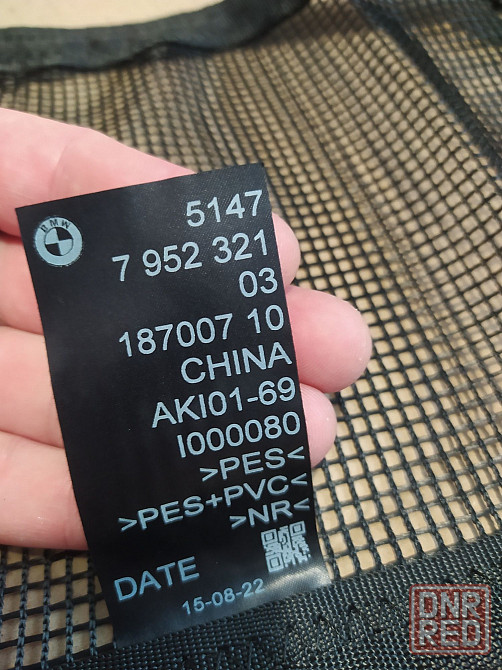 BMW
5147
7 952 321
03
187007 10
CHINA
AKI01-69
I000080
>PES<
>PES+PVC<
>NR<
DATE
15-08-22
DNR
RED